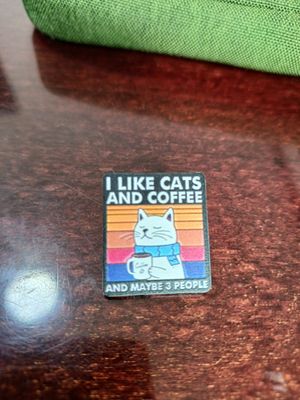 I LIKE CATS
AND COFFEE
AND MAYBE 3 PEOPLE